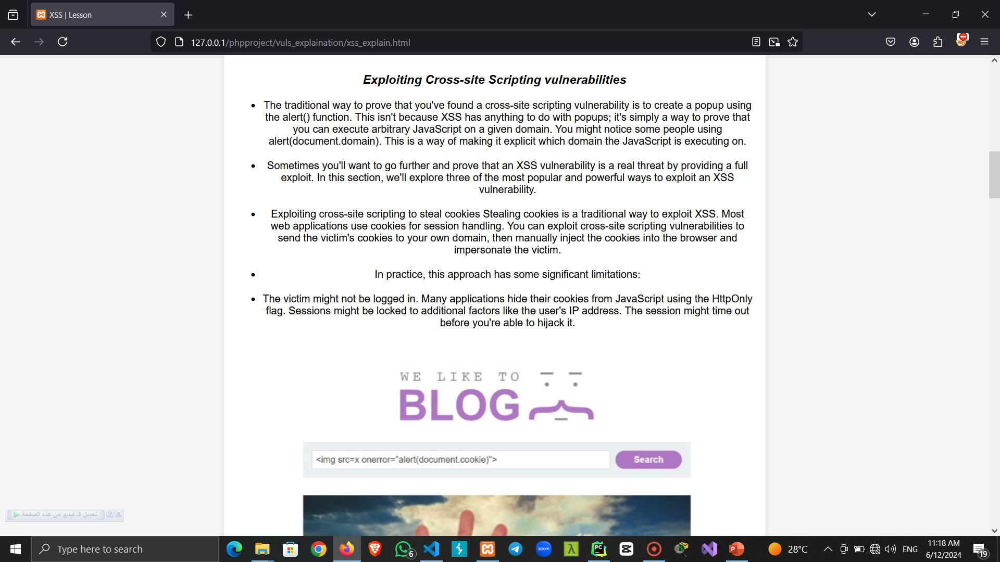 XSS | Lesson
127.0.0.1/phpproject/vuls_explaination/xss_explain.html
Exploiting Cross-site Scripting vulnerabilities
The traditional way to prove that you've found a cross-site scripting vulnerability is to create a popup using
the alert() function. This isn't because XSS has anything to do with popups; it's simply a way to prove that
you can execute arbitrary JavaScript on a given domain. You might notice some people using
alert(document.domain). This is a way of making it explicit which domain the JavaScript is executing on.
Sometimes you'll want to go further and prove that an XSS vulnerability is a real threat by providing a full
exploit. In this section, we'll explore three of the most popular and powerful ways to exploit an XSS
vulnerability.
Exploiting cross-site scripting to steal cookies Stealing cookies is a traditional way to exploit XSS. Most
web applications use cookies for session handling. You can exploit cross-site scripting vulnerabilities to
send the victim's cookies to your own domain, then manually inject the cookies into the browser and
impersonate the victim.
In practice, this approach has some significant limitations:
The victim might not be logged in. Many applications hide their cookies from JavaScript using the HttpOnly
flag. Sessions might be locked to additional factors like the user's IP address. The session might time out
before you're able to hijack it.
WE LIKE TO
BLOG
<img src=x onerror="alert(document.cookie)">
Search
تحميل الـ فيديو من هذه الصفحة ? X
Type here to search
6
zoom
PC
P
28°C
ENG
11:18 AM
6/12/2024
19